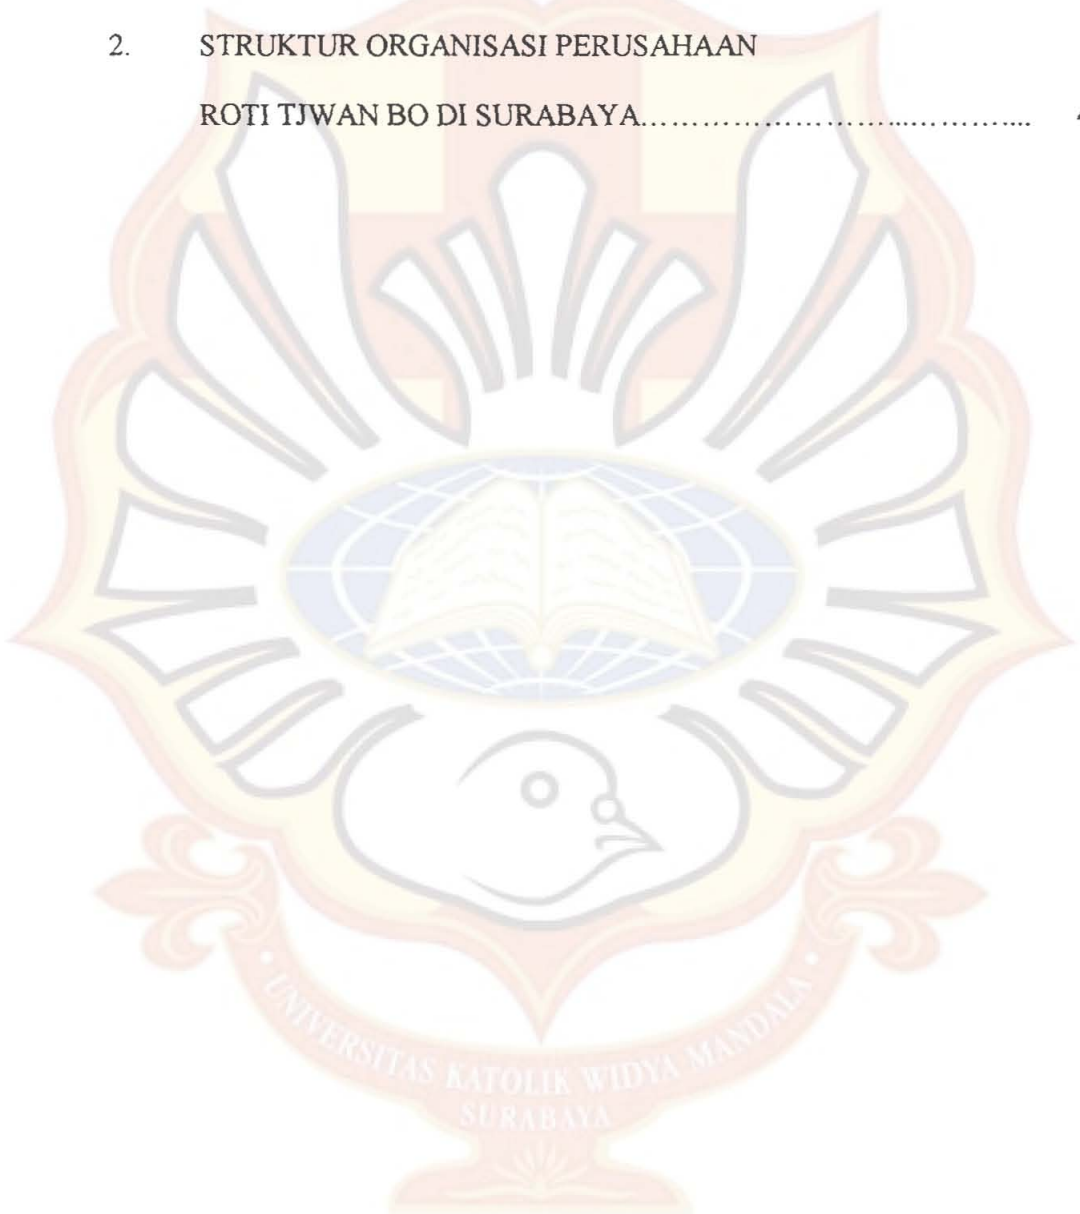 2. STRUKTUR ORGANISASI PERUSAHAAN
ROTI TJWAN BO DI SURABAYA..............................
UNIVERSITAS KATOLIK WIDYA MANDALA
SURABAYA